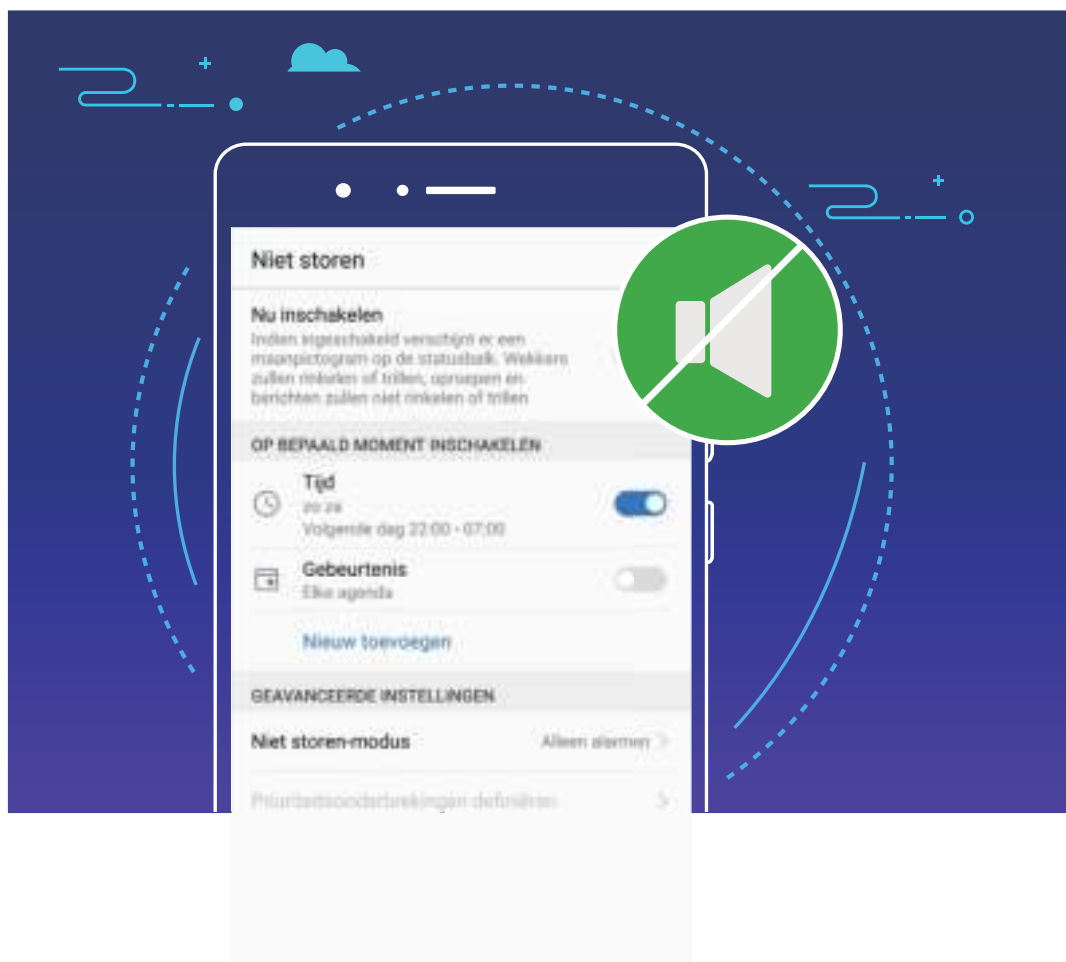 Niet storen
Nu inschakelen
Indien ingeschakeld verschijnt er een
maanpictogram op de statusbalk. Wekkers
zullen rinkelen of trillen, oproepen en
berichten zullen niet rinkelen of trillen
OP BEPAALD MOMENT INSCHAKELEN
Tijd
zo za
Volgende dag 22:00 - 07:00
Gebeurtenis
Elke agenda
Nieuw toevoegen
GEAVANCEERDE INSTELLINGEN
Niet storen-modus Alleen alarmen
Prioriteitsonderbrekingen definiëren